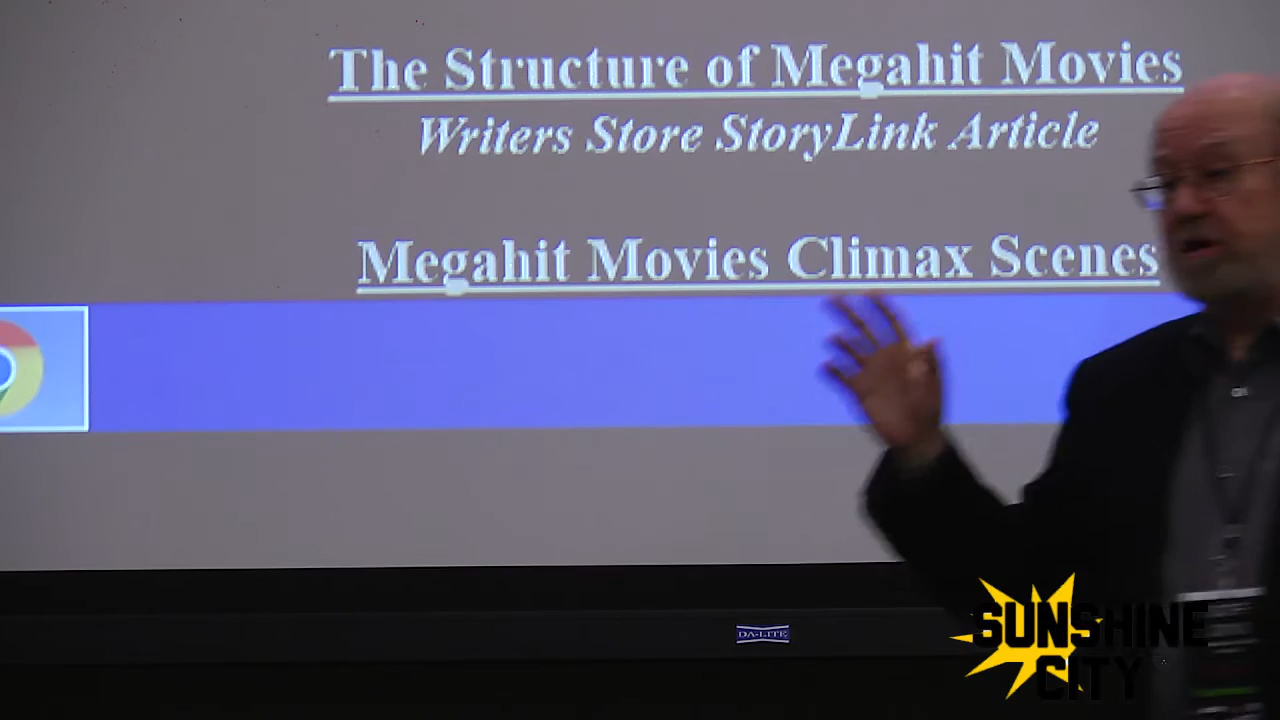 The Structure of Megahit Movies
Writers Store StoryLink Article
Megahit Movies Climax Scenes
DA-LITE
SUNSHINE
CITY